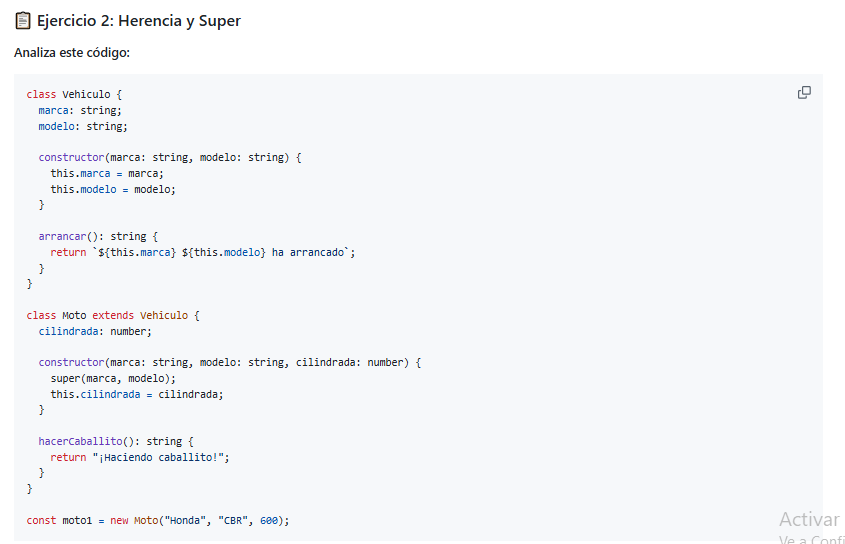 📋 Ejercicio 2: Herencia y Super
Analiza este código:
class Vehiculo {
  marca: string;
  modelo: string;

  constructor(marca: string, modelo: string) {
    this.marca = marca;
    this.modelo = modelo;
  }

  arrancar(): string {
    return `${this.marca} ${this.modelo} ha arrancado`;
  }
}

class Moto extends Vehiculo {
  cilindrada: number;

  constructor(marca: string, modelo: string, cilindrada: number) {
    super(marca, modelo);
    this.cilindrada = cilindrada;
  }

  hacerCaballito(): string {
    return "¡Haciendo caballito!";
  }
}

const moto1 = new Moto("Honda", "CBR", 600);
Activar
Ve a Confi